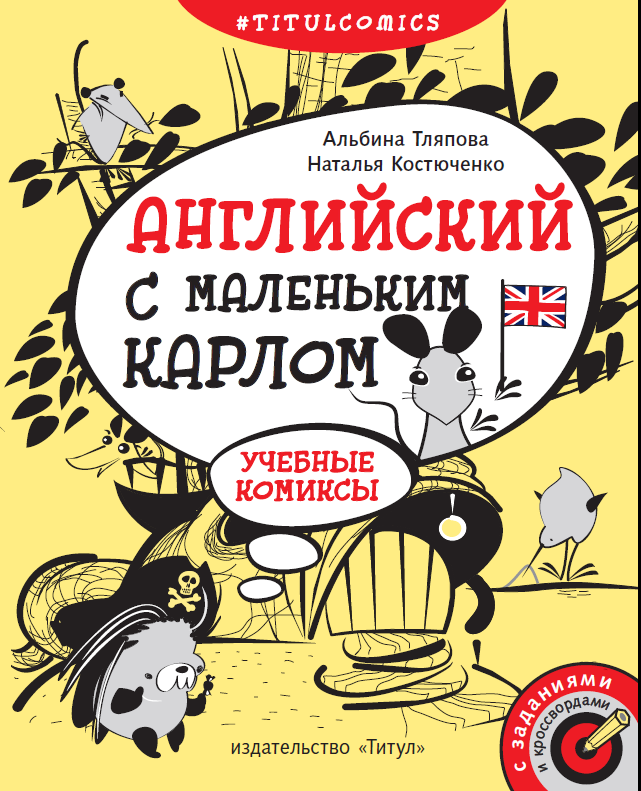 #TITULCOMICS
Альбина Тляпова
Наталья Костюченко
АНГЛИЙСКИЙ
С МАЛЕНЬКИМ
КАРЛОМ
УЧЕБНЫЕ
КОМИКСЫ
с заданиями
и кроссвордами
издательство «Титул»